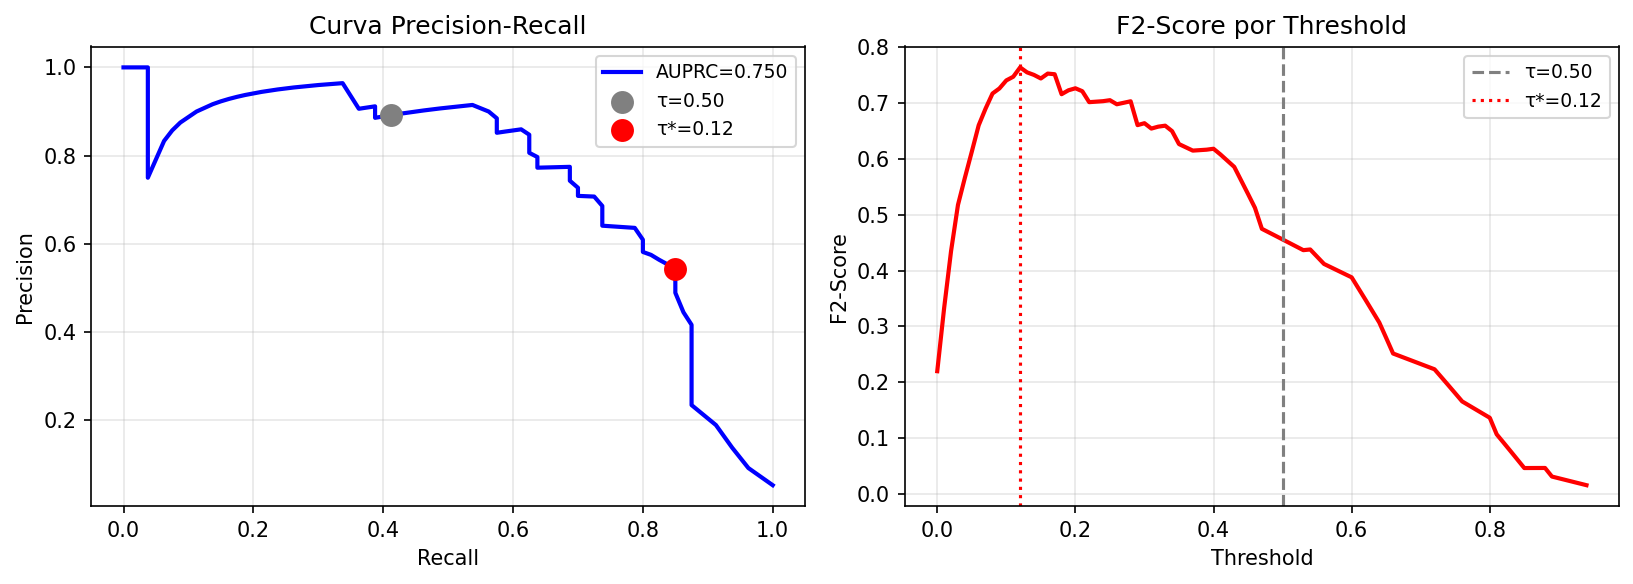 Curva Precision-Recall
1.0
0.8
0.6
0.4
0.2
Precision
0.0
0.2
0.4
0.6
0.8
1.0
Recall
AUPRC=0.750
τ=0.50
τ*=0.12
F2-Score por Threshold
0.8
0.7
0.6
0.5
0.4
0.3
0.2
0.1
0.0
F2-Score
0.0
0.2
0.4
0.6
0.8
Threshold
τ=0.50
τ*=0.12